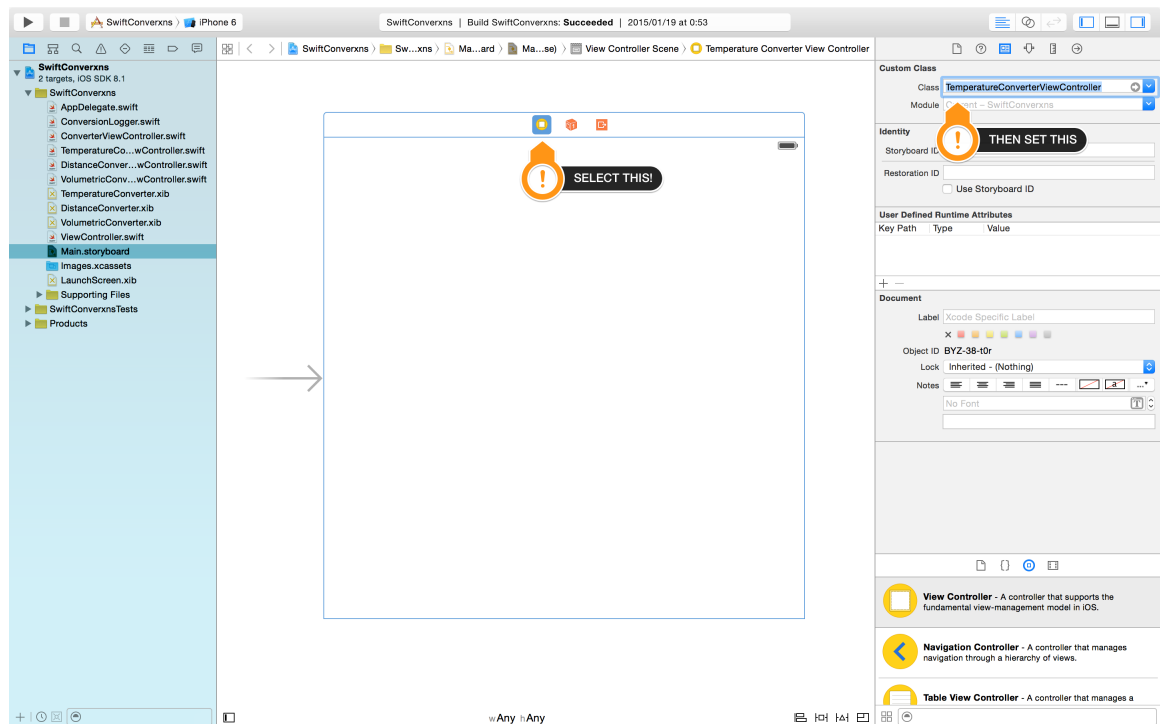 SwiftConverxns 〉 iPhone 6
SwiftConverxns | Build SwiftConverxns: Succeeded | 2015/01/19 at 0:53
SwiftConverxns 〉 Sw...xns 〉 Ma...ard 〉 Ma...se) 〉 View Controller Scene 〉 Temperature Converter View Controller
SwiftConverxns
2 targets, iOS SDK 8.1
SwiftConverxns
AppDelegate.swift
ConversionLogger.swift
ConverterViewController.swift
TemperatureCo...wController.swift
DistanceConver...wController.swift
VolumetricConv...wController.swift
TemperatureConverter.xib
DistanceConverter.xib
VolumetricConverter.xib
ViewController.swift
Main.storyboard
Images.xcassets
LaunchScreen.xib
Supporting Files
SwiftConverxnsTests
Products
SELECT THIS!
wAny hAny
Custom Class
Class TemperatureConverterViewController
Module – SwiftConverxns
THEN SET THIS
Identity
Storyboard ID
Restoration ID
Use Storyboard ID
User Defined Runtime Attributes
Key Path Type Value
Document
Label Xcode Specific Label
Object ID BYZ-38-t0r
Lock Inherited - (Nothing)
Notes
No Font
View Controller - A controller that supports the
fundamental view-management model in iOS.
Navigation Controller - A controller that manages
navigation through a hierarchy of views.
Table View Controller - A controller that manages a